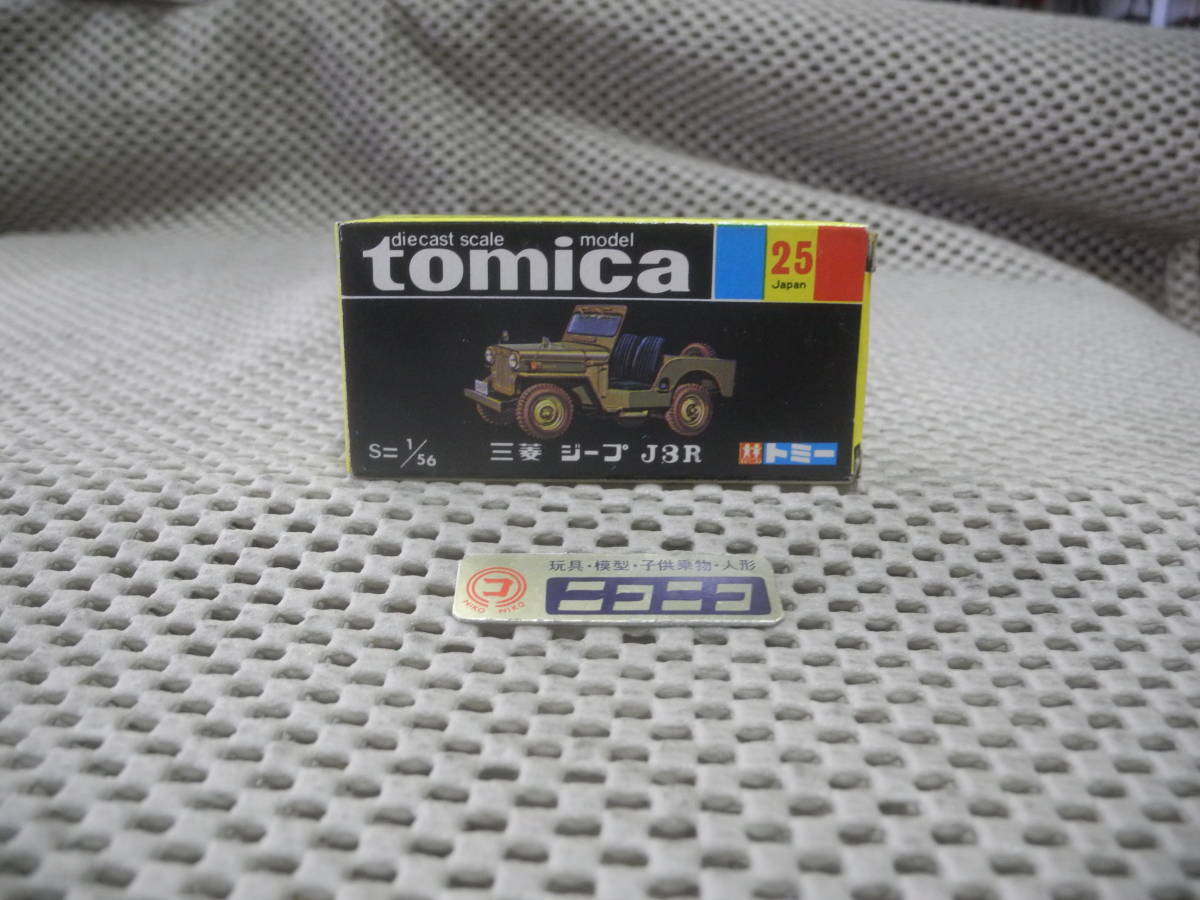 diecast scale model
tomica
25
Japan
S=1/56
三菱 ジープ J3R
トミー
玩具・模型・子供乗物・人形
コ
NIKO NIKO
ニコニコ